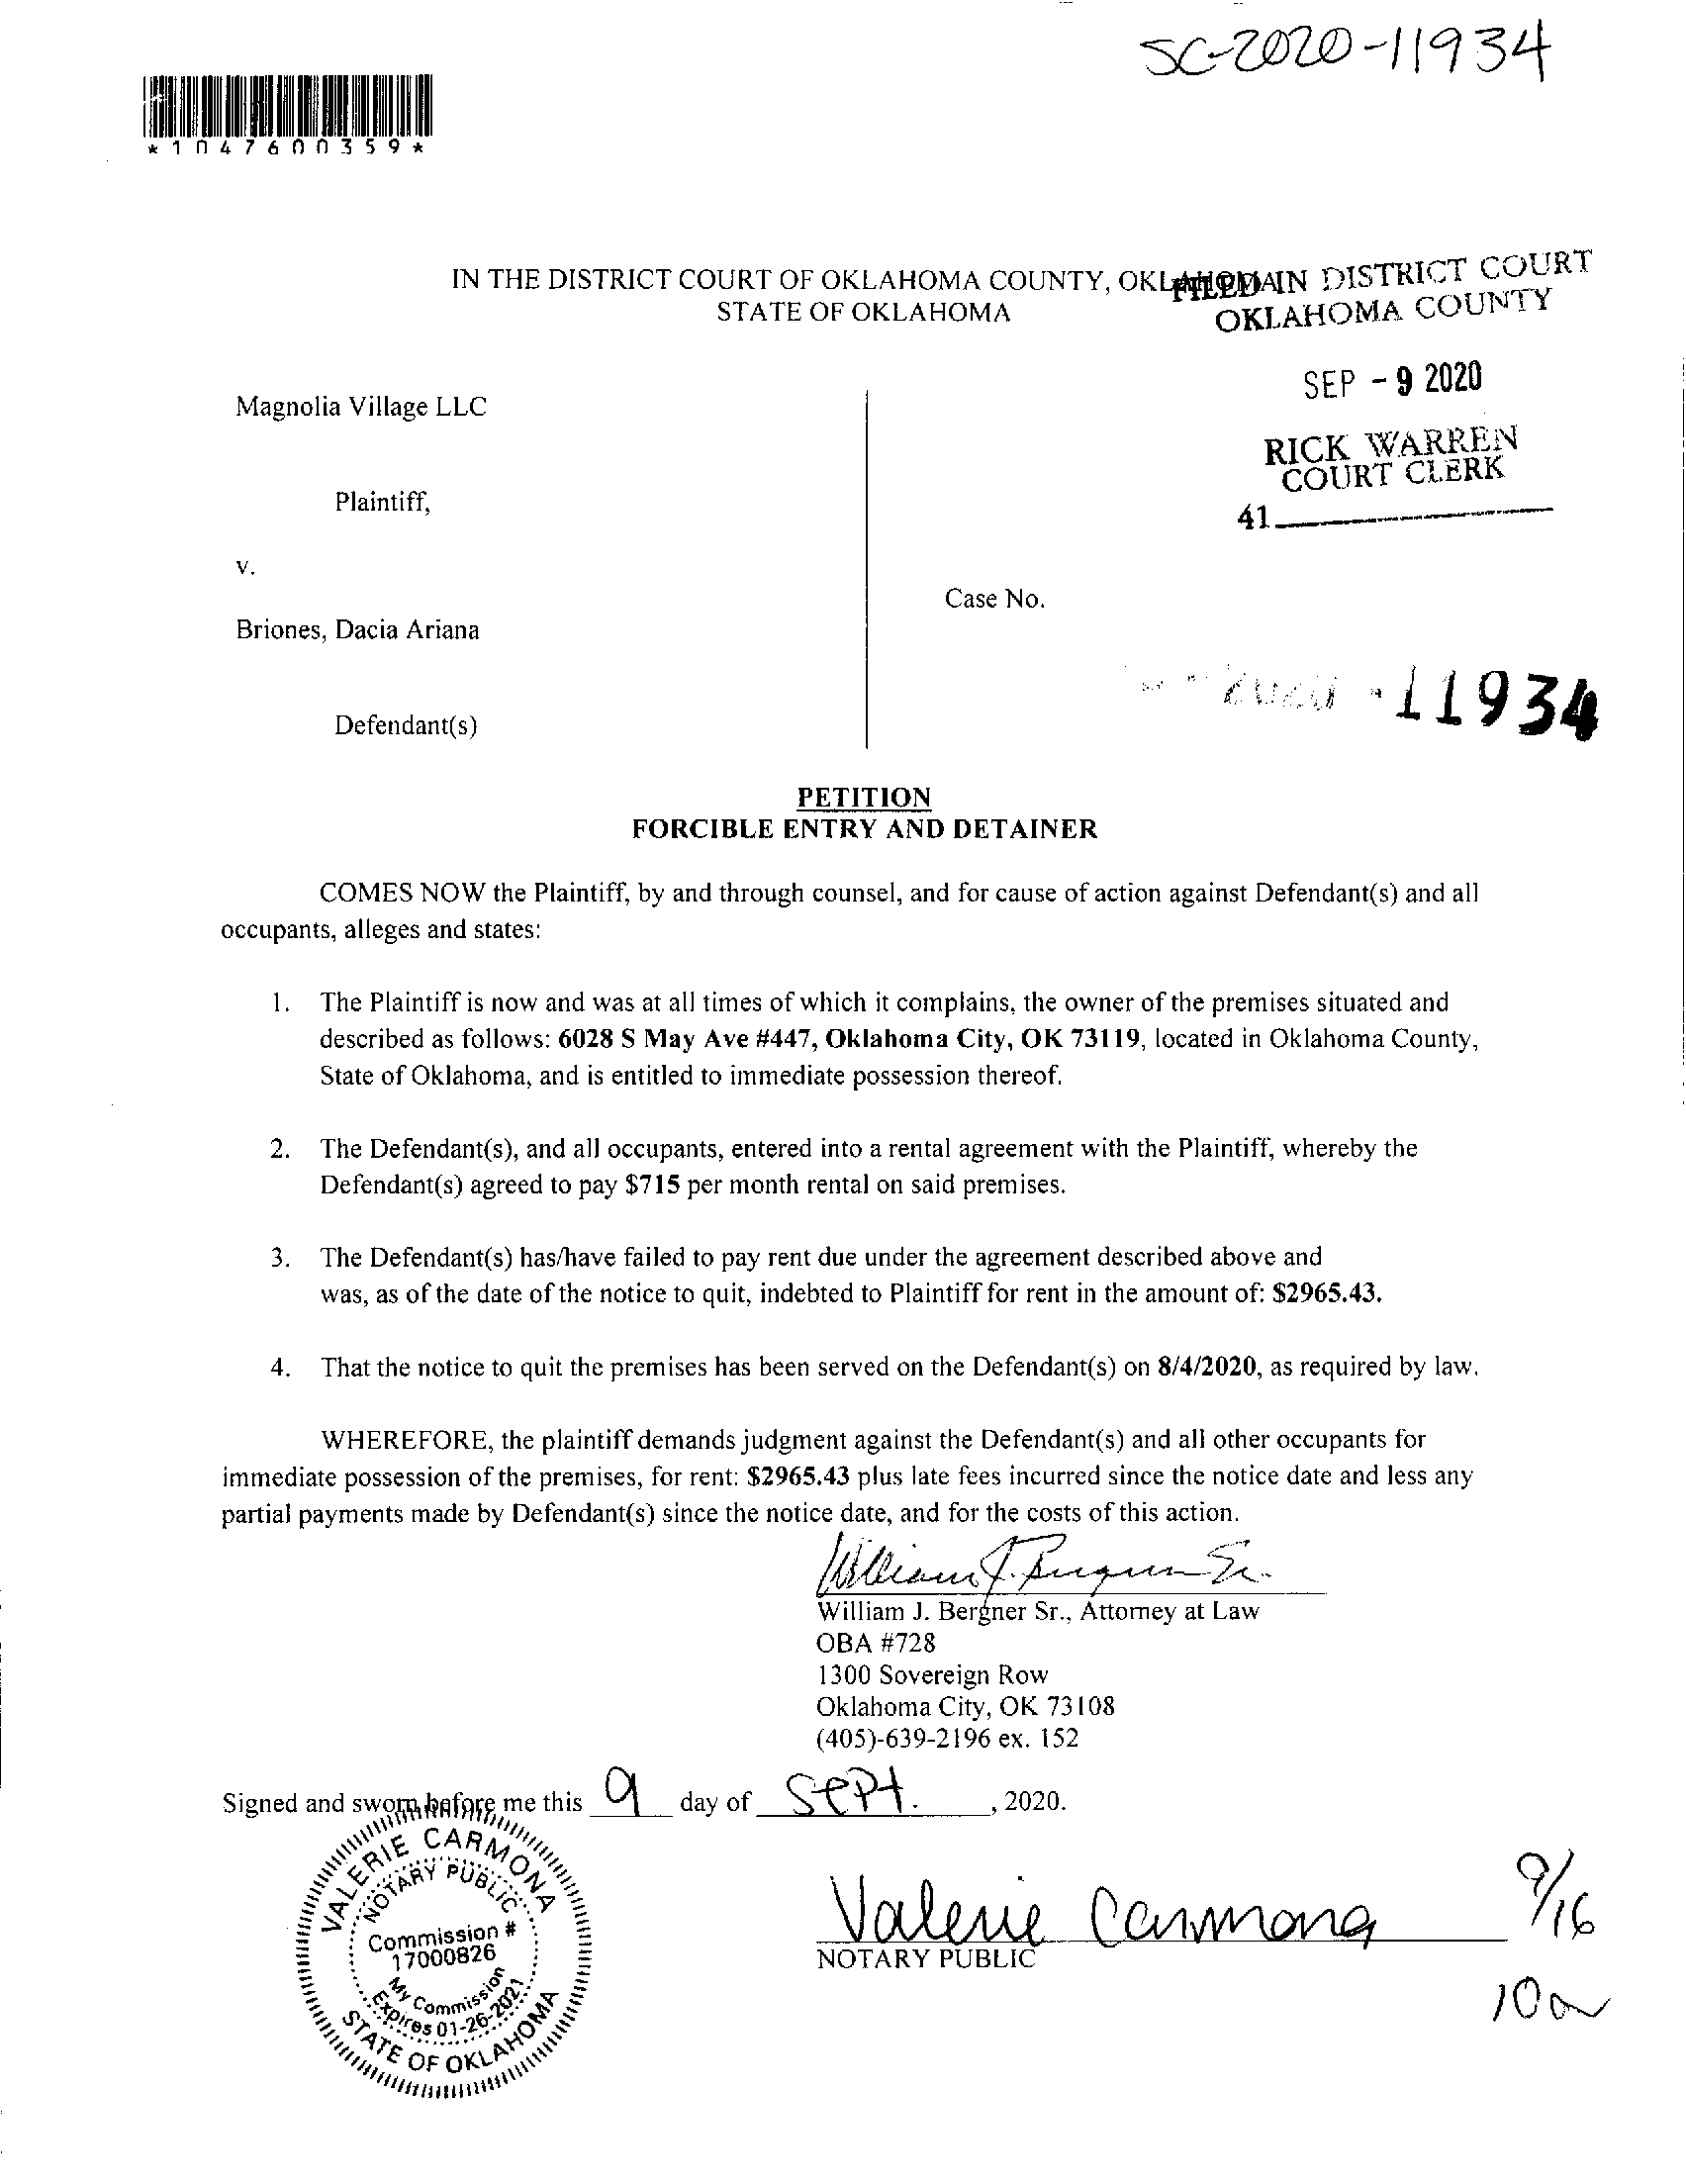 SC-2020-11934
*1047600359*
IN THE DISTRICT COURT OF OKLAHOMA COUNTY, OKLAHOMA
STATE OF OKLAHOMA
FILED IN DISTRICT COURT
OKLAHOMA COUNTY
SEP - 9 2020
RICK WARREN
COURT CLERK
41
Magnolia Village LLC
Plaintiff,
v.
Case No.
Briones, Dacia Ariana
2020 -11934
Defendant(s)
PETITION
FORCIBLE ENTRY AND DETAINER
COMES NOW the Plaintiff, by and through counsel, and for cause of action against Defendant(s) and all
occupants, alleges and states:
1. The Plaintiff is now and was at all times of which it complains, the owner of the premises situated and
described as follows: 6028 S May Ave #447, Oklahoma City, OK 73119, located in Oklahoma County,
State of Oklahoma, and is entitled to immediate possession thereof.
2. The Defendant(s), and all occupants, entered into a rental agreement with the Plaintiff, whereby the
Defendant(s) agreed to pay $715 per month rental on said premises.
3. The Defendant(s) has/have failed to pay rent due under the agreement described above and
was, as of the date of the notice to quit, indebted to Plaintiff for rent in the amount of: $2965.43.
4. That the notice to quit the premises has been served on the Defendant(s) on 8/4/2020, as required by law.
WHEREFORE, the plaintiff demands judgment against the Defendant(s) and all other occupants for
immediate possession of the premises, for rent: $2965.43 plus late fees incurred since the notice date and less any
partial payments made by Defendant(s) since the notice date, and for the costs of this action.
William J. Bergner Sr.
William J. Bergner Sr., Attorney at Law
OBA #728
1300 Sovereign Row
Oklahoma City, OK 73108
(405)-639-2196 ex. 152
Signed and sworn before me this 9 day of Sept. , 2020.
VALERIE CARMONA
NOTARY PUBLIC
Commission #
17000826
My Commission
Expires 01-26-2021
STATE OF OKLAHOMA
Valerie Carmona
NOTARY PUBLIC
9/16
10a